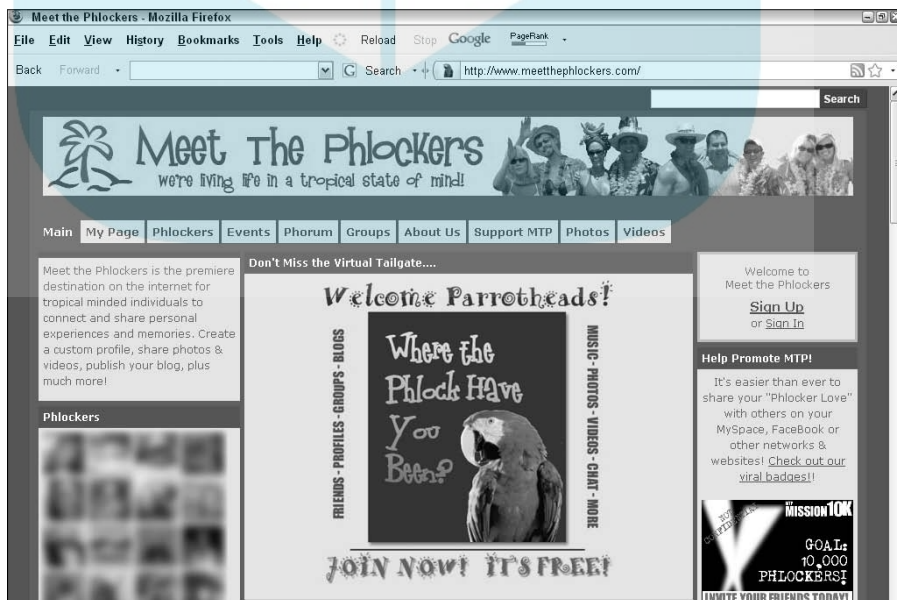 Meet the Phlockers - Mozilla Firefox
File Edit View History Bookmarks Tools Help Reload Stop Google PageRank
Back Forward G Search http://www.meetthephlockers.com/
Search
Meet The Phlockers
we're living life in a tropical state of mind!
Main My Page Phlockers Events Phorum Groups About Us Support MTP Photos Videos
Meet the Phlockers is the premiere
destination on the internet for
tropical minded individuals to
connect and share personal
experiences and memories. Create
a custom profile, share photos &
videos, publish your blog, plus
much more!
Phlockers
Don't Miss the Virtual Tailgate....
Welcome Parrotheads!
FRIENDS - PROFILES - GROUPS - BLOGS
Where the
Phlock Have
You
Been?
MUSIC - PHOTOS - VIDEOS - CHAT - MORE
JOIN NOW! IT'S FREE!
Welcome to
Meet the Phlockers
Sign Up
or Sign In
Help Promote MTP!
It's easier than ever to
share your "Phlocker Love"
with others on your
MySpace, FaceBook or
other networks &
websites! Check out our
viral badges!!
MTP
MISSION 10K
NOT CONFIDENTIAL
GOAL:
10,000
PHLOCKERS!
INVITE YOUR FRIENDS TODAY!